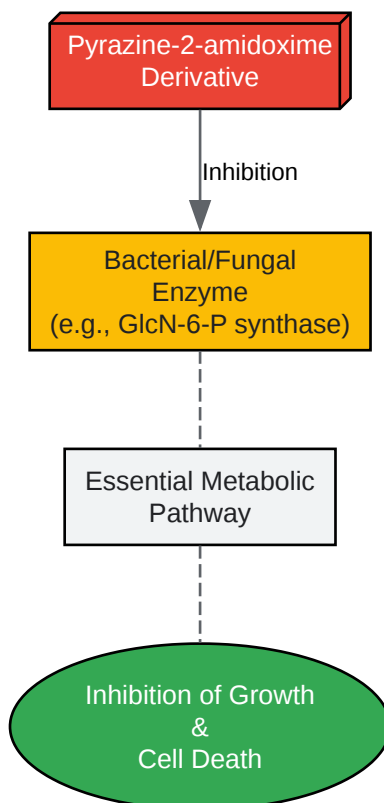 Pyrazine-2-amidoxime
Derivative
Inhibition
Bacterial/Fungal
Enzyme
(e.g., GlcN-6-P synthase)
Essential Metabolic
Pathway
Inhibition of Growth
&
Cell Death